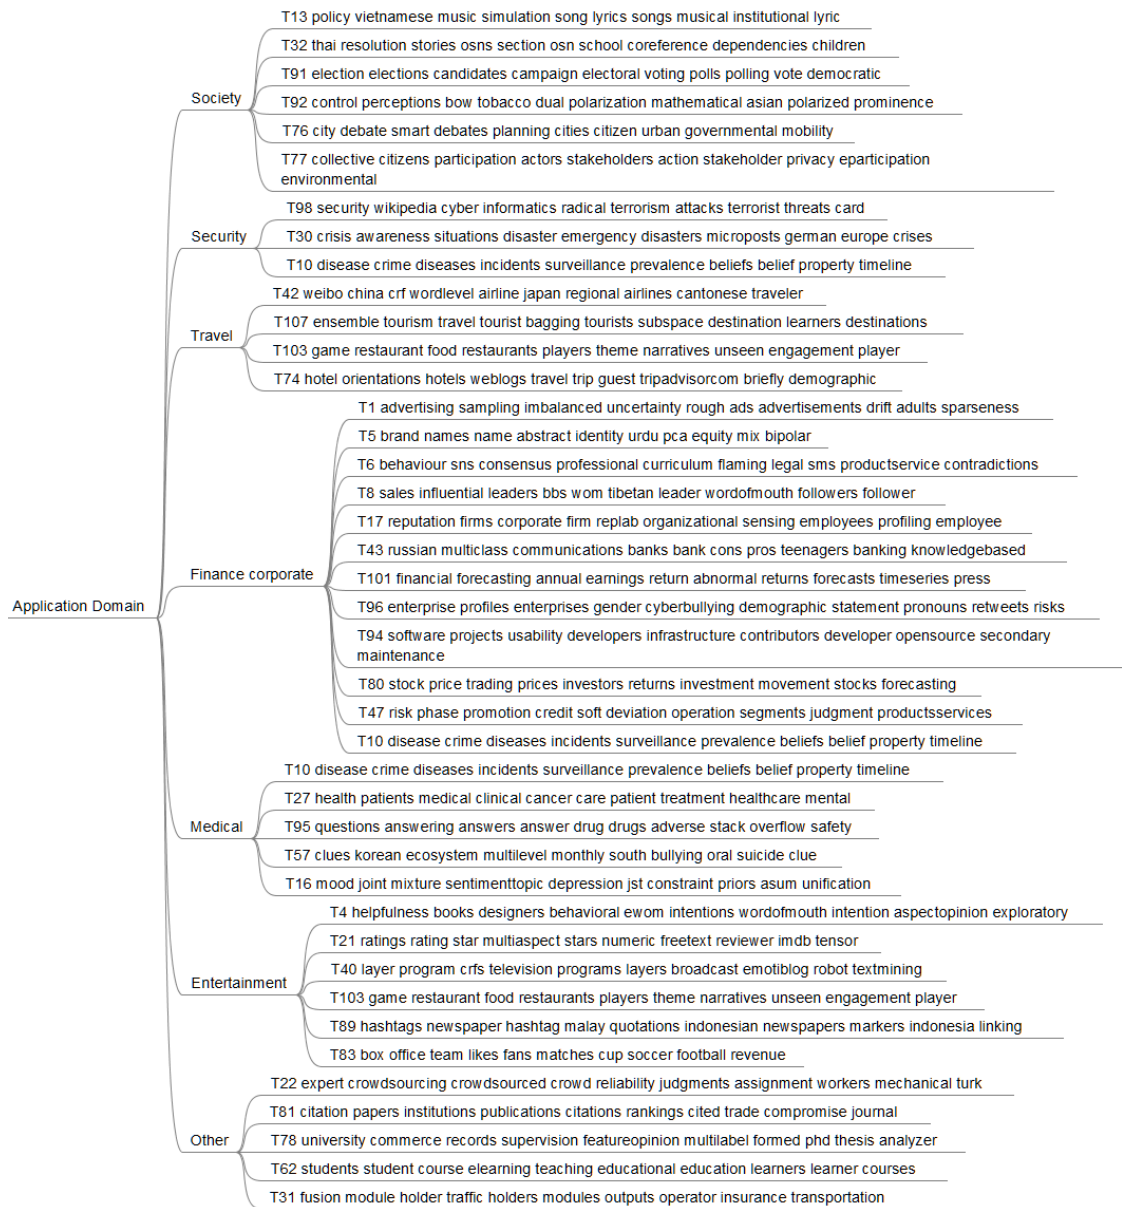 Application Domain
Society
T13 policy vietnamese music simulation song lyrics songs musical institutional lyric
T32 thai resolution stories osns section osn school coreference dependencies children
T91 election elections candidates campaign electoral voting polls polling vote democratic
T92 control perceptions bow tobacco dual polarization mathematical asian polarized prominence
T76 city debate smart debates planning cities citizen urban governmental mobility
T77 collective citizens participation actors stakeholders action stakeholder privacy eparticipation
environmental
Security
T98 security wikipedia cyber informatics radical terrorism attacks terrorist threats card
T30 crisis awareness situations disaster emergency disasters microposts german europe crises
T10 disease crime diseases incidents surveillance prevalence beliefs belief property timeline
Travel
T42 weibo china crf wordlevel airline japan regional airlines cantonese traveler
T107 ensemble tourism travel tourist bagging tourists subspace destination learners destinations
T103 game restaurant food restaurants players theme narratives unseen engagement player
T74 hotel orientations hotels weblogs travel trip guest tripadvisorcom briefly demographic
Finance corporate
T1 advertising sampling imbalanced uncertainty rough ads advertisements drift adults sparseness
T5 brand names name abstract identity urdu pca equity mix bipolar
T6 behaviour sns consensus professional curriculum flaming legal sms productservice contradictions
T8 sales influential leaders bbs wom tibetan leader wordofmouth followers follower
T17 reputation firms corporate firm replab organizational sensing employees profiling employee
T43 russian multiclass communications banks bank cons pros teenagers banking knowledgebased
T101 financial forecasting annual earnings return abnormal returns forecasts timeseries press
T96 enterprise profiles enterprises gender cyberbullying demographic statement pronouns retweets risks
T94 software projects usability developers infrastructure contributors developer opensource secondary
maintenance
T80 stock price trading prices investors returns investment movement stocks forecasting
T47 risk phase promotion credit soft deviation operation segments judgment productsservices
T10 disease crime diseases incidents surveillance prevalence beliefs belief property timeline
Medical
T10 disease crime diseases incidents surveillance prevalence beliefs belief property timeline
T27 health patients medical clinical cancer care patient treatment healthcare mental
T95 questions answering answers answer drug drugs adverse stack overflow safety
T57 clues korean ecosystem multilevel monthly south bullying oral suicide clue
T16 mood joint mixture sentimenttopic depression jst constraint priors asum unification
Entertainment
T4 helpfulness books designers behavioral ewom intentions wordofmouth intention aspectopinion exploratory
T21 ratings rating star multiaspect stars numeric freetext reviewer imdb tensor
T40 layer program crfs television programs layers broadcast emotiblog robot textmining
T103 game restaurant food restaurants players theme narratives unseen engagement player
T89 hashtags newspaper hashtag malay quotations indonesian newspapers markers indonesia linking
T83 box office team likes fans matches cup soccer football revenue
Other
T22 expert crowdsourcing crowdsourced crowd reliability judgments assignment workers mechanical turk
T81 citation papers institutions publications citations rankings cited trade compromise journal
T78 university commerce records supervision featureopinion multilabel formed phd thesis analyzer
T62 students student course elearning teaching educational education learners learner courses
T31 fusion module holder traffic holders modules outputs operator insurance transportation